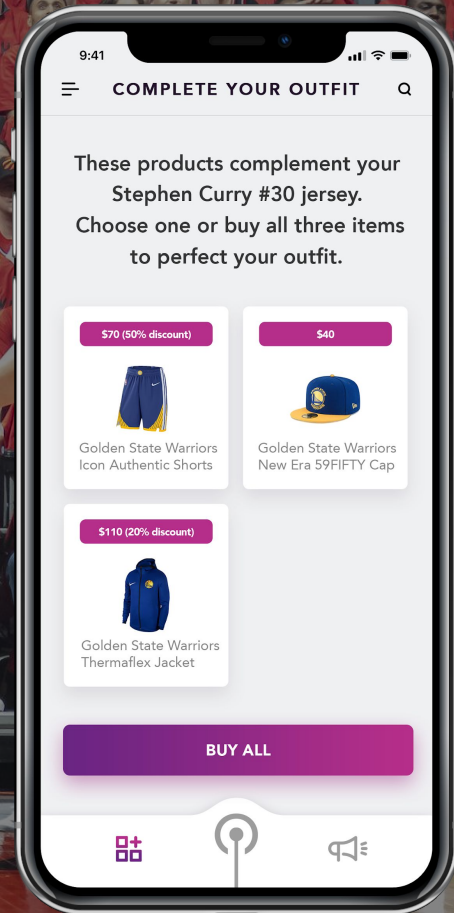 9:41
COMPLETE YOUR OUTFIT
These products complement your
Stephen Curry #30 jersey.
Choose one or buy all three items
to perfect your outfit.
$70 (50% discount)
Golden State Warriors
Icon Authentic Shorts
$40
Golden State Warriors
New Era 59FIFTY Cap
$110 (20% discount)
Golden State Warriors
Thermaflex Jacket
BUY ALL